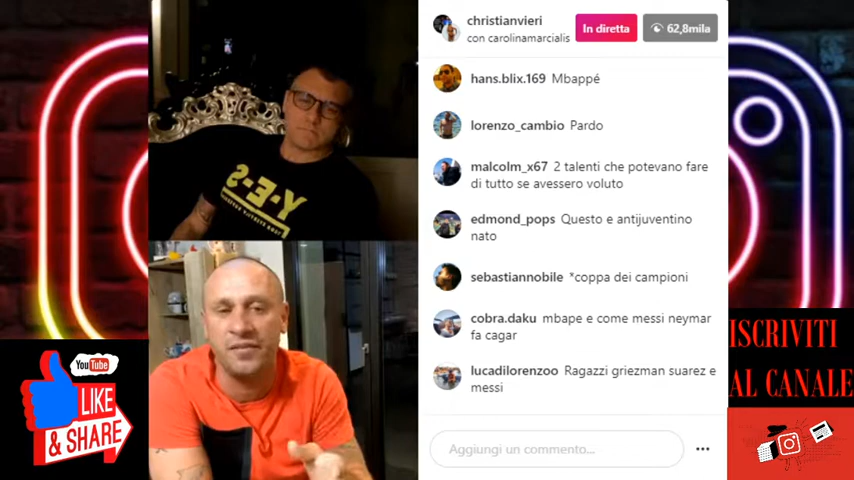 christianvieri
con carolinamarcialis
In diretta
62,8mila
hans.blix.169 Mbappé
lorenzo_cambio Pardo
malcolm_x67 2 talenti che potevano fare
di tutto se avessero voluto
edmond_pops Questo e antijuventino
nato
sebastiannobile *coppa dei campioni
cobra.daku mbape e come messi neymar
fa cagar
lucadilorenzoo Ragazzi griezman suarez e
messi
Aggiungi un commento...
Y-E-S
YouTube
LIKE
& SHARE
ISCRIVITI
AL CANALE